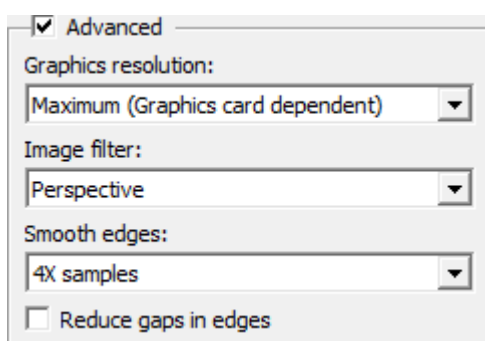 Advanced
Graphics resolution:
Maximum (Graphics card dependent)
Image filter:
Perspective
Smooth edges:
4X samples
Reduce gaps in edges